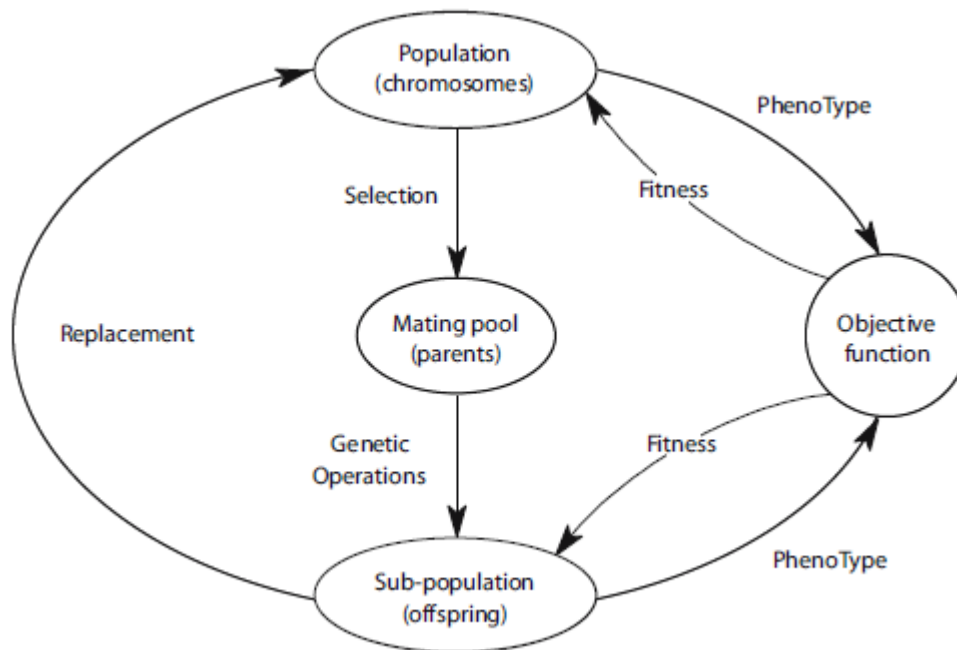 Population
(chromosomes)
PhenoType
Fitness
Selection
Replacement
Mating pool
(parents)
Objective
function
Genetic
Operations
Fitness
PhenoType
Sub-population
(offspring)